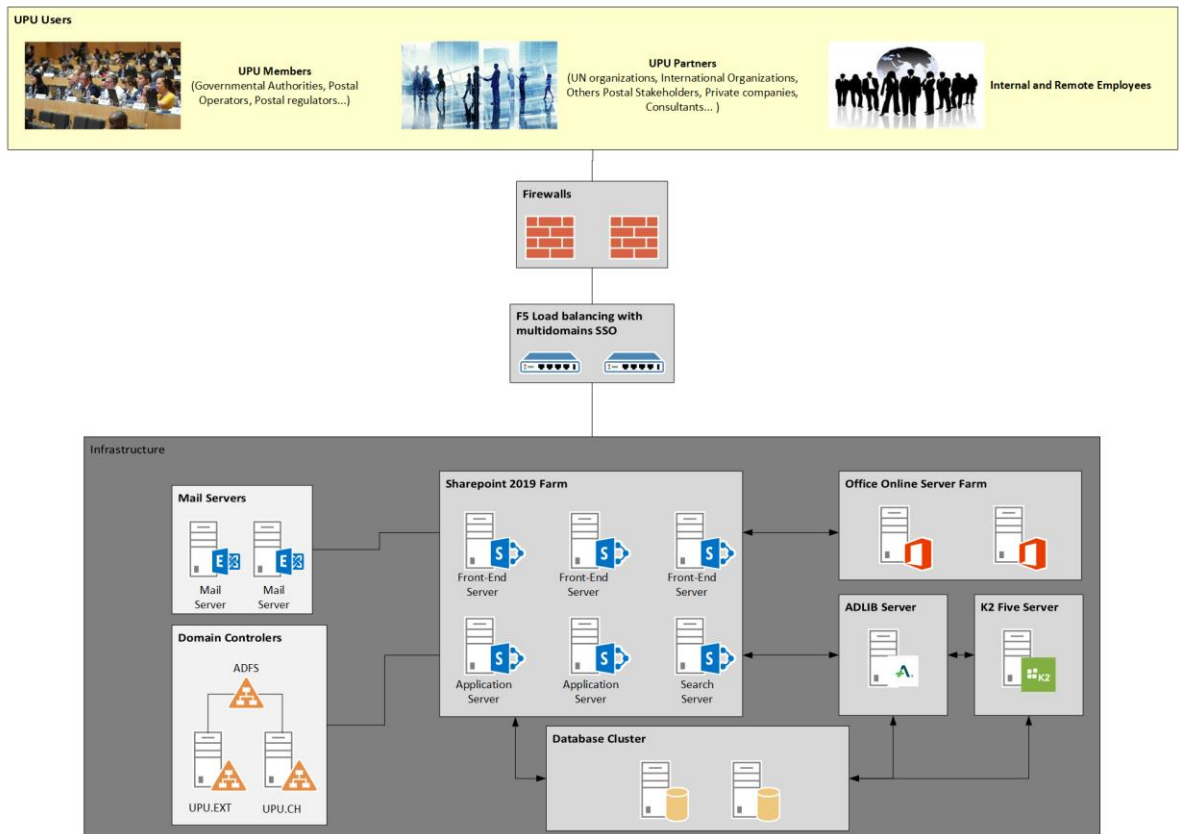 UPU Users
UPU Members
(Governmental Authorities, Postal
Operators, Postal regulators...)
UPU Partners
(UN organizations, International Organizations,
Others Postal Stakeholders, Private companies,
Consultants... )
Internal and Remote Employees
Firewalls
F5 Load balancing with
multidomains SSO
Infrastructure
Mail Servers
E
E
Mail
Server
Mail
Server
Domain Controlers
ADFS
UPU.EXT
UPU.CH
Sharepoint 2019 Farm
S
S
S
Front-End
Server
Front-End
Server
Front-End
Server
S
S
S
Application
Server
Application
Server
Search
Server
Office Online Server Farm
ADLIB Server
A.
K2 Five Server
K2
Database Cluster